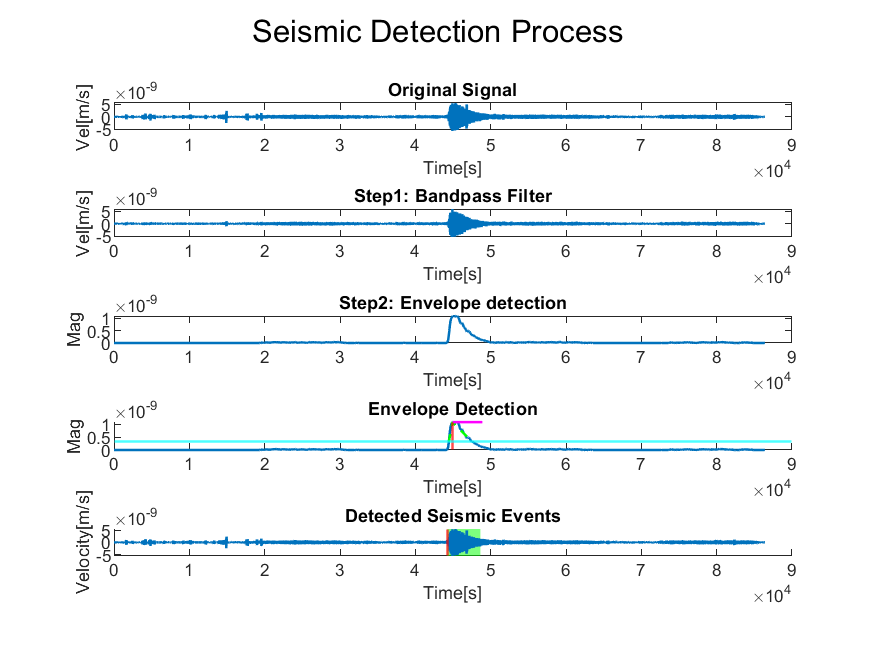 Seismic Detection Process
Original Signal
×10^-9
Vel[m/s]
5
0
-5
0 1 2 3 4 5 6 7 8 9
Time[s]
×10^4
Step1: Bandpass Filter
×10^-9
Vel[m/s]
5
0
-5
0 1 2 3 4 5 6 7 8 9
Time[s]
×10^4
Step2: Envelope detection
×10^-9
Mag
1
0.5
0
0 1 2 3 4 5 6 7 8 9
Time[s]
×10^4
Envelope Detection
×10^-9
Mag
1
0.5
0
0 1 2 3 4 5 6 7 8 9
Time[s]
×10^4
Detected Seismic Events
×10^-9
Velocity[m/s]
5
0
-5
0 1 2 3 4 5 6 7 8 9
Time[s]
×10^4